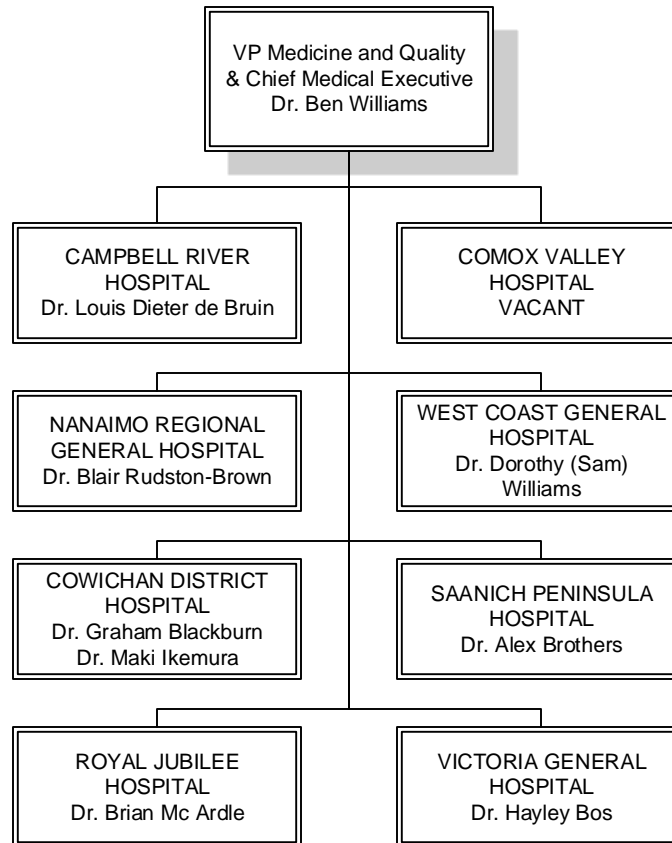 VP Medicine and Quality
& Chief Medical Executive
Dr. Ben Williams
CAMPBELL RIVER
HOSPITAL
Dr. Louis Dieter de Bruin
COMOX VALLEY
HOSPITAL
VACANT
NANAIMO REGIONAL
GENERAL HOSPITAL
Dr. Blair Rudston-Brown
WEST COAST GENERAL
HOSPITAL
Dr. Dorothy (Sam)
Williams
COWICHAN DISTRICT
HOSPITAL
Dr. Graham Blackburn
Dr. Maki Ikemura
SAANICH PENINSULA
HOSPITAL
Dr. Alex Brothers
ROYAL JUBILEE
HOSPITAL
Dr. Brian Mc Ardle
VICTORIA GENERAL
HOSPITAL
Dr. Hayley Bos